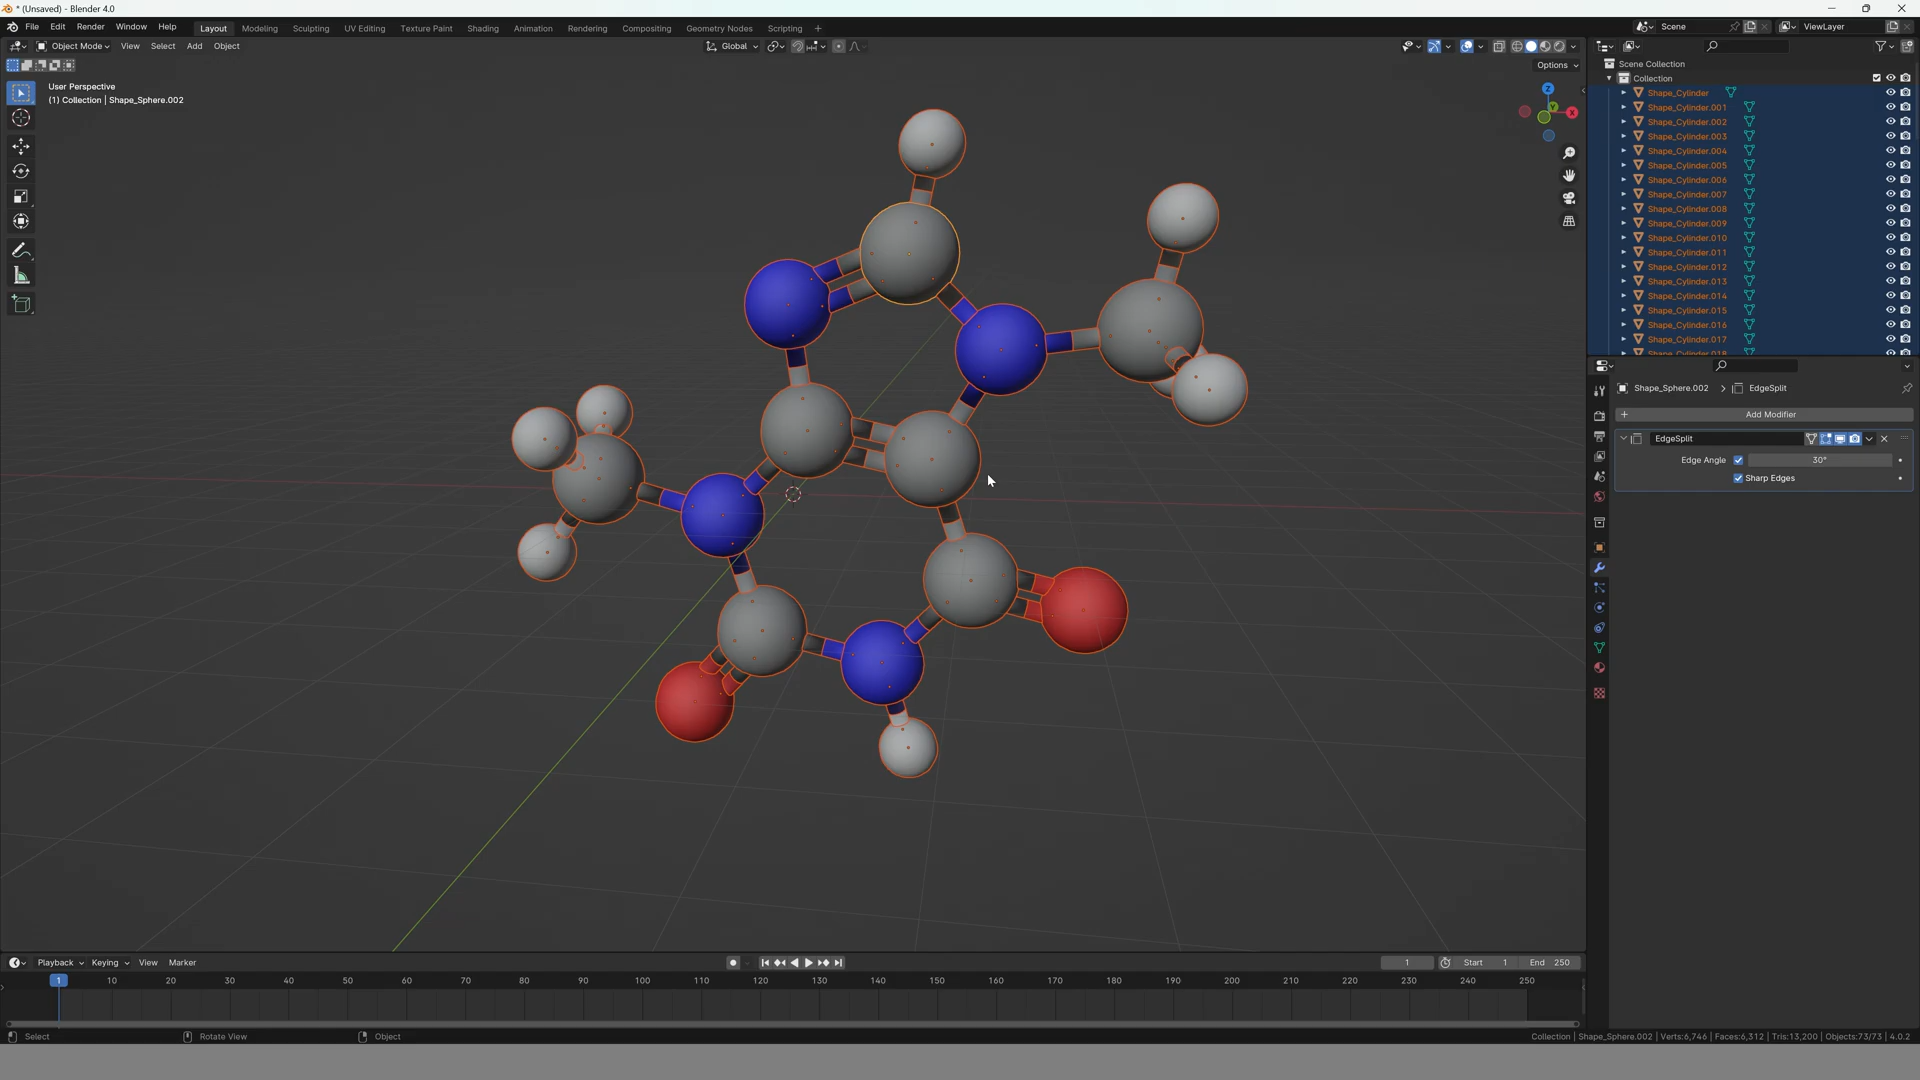 * (Unsaved) - Blender 4.0
File Edit Render Window Help
Layout Modeling Sculpting UV Editing Texture Paint Shading Animation Rendering Compositing Geometry Nodes Scripting +
Scene
ViewLayer
Object Mode View Select Add Object
Global
Options
User Perspective
(1) Collection | Shape_Sphere.002
Z
Y
X
Scene Collection
Collection
Shape_Cylinder
Shape_Cylinder.001
Shape_Cylinder.002
Shape_Cylinder.003
Shape_Cylinder.004
Shape_Cylinder.005
Shape_Cylinder.006
Shape_Cylinder.007
Shape_Cylinder.008
Shape_Cylinder.009
Shape_Cylinder.010
Shape_Cylinder.011
Shape_Cylinder.012
Shape_Cylinder.013
Shape_Cylinder.014
Shape_Cylinder.015
Shape_Cylinder.016
Shape_Cylinder.017
Shape_Cylinder.018
Shape_Sphere.002 > EdgeSplit
+ Add Modifier
EdgeSplit
Edge Angle 30°
Sharp Edges
Playback Keying View Marker
1 Start 1 End 250
1 10 20 30 40 50 60 70 80 90 100 110 120 130 140 150 160 170 180 190 200 210 220 230 240 250
Select Rotate View Object
Collection | Shape_Sphere.002 | Verts:6,746 | Faces:6,312 | Tris:13,200 | Objects:73/73 | 4.0.2